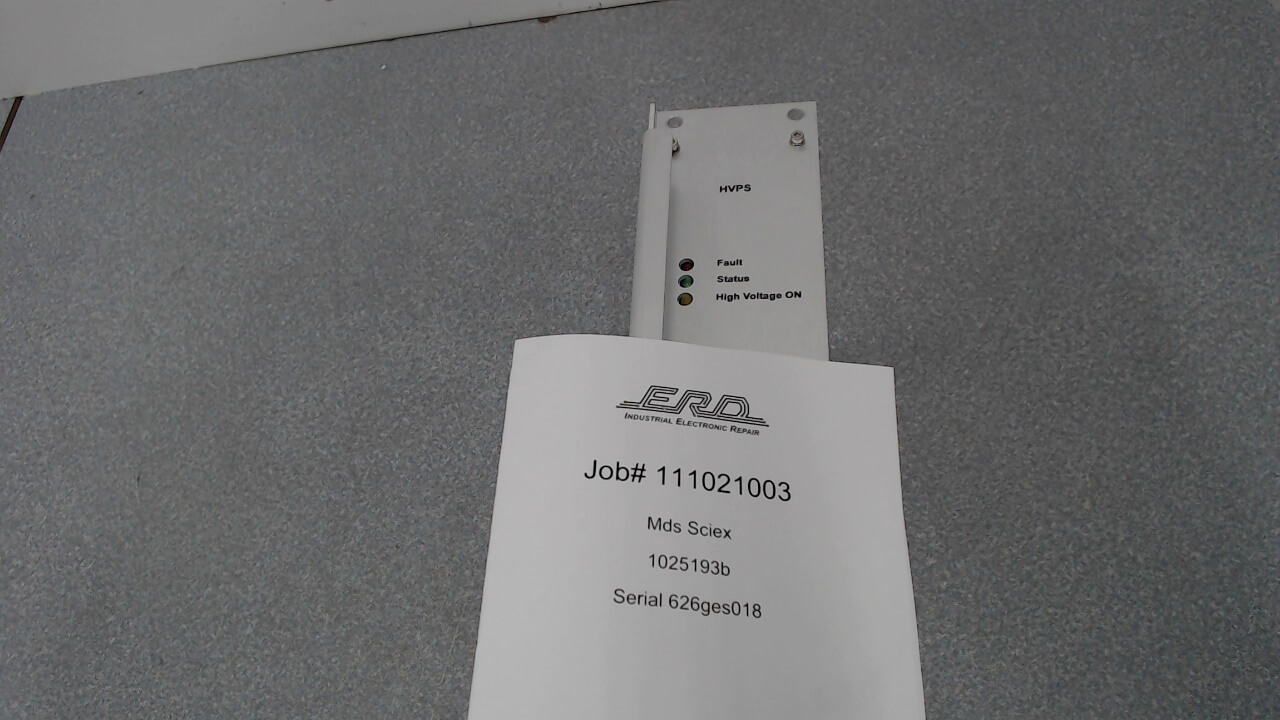 HVPS
Fault
Status
High Voltage ON
ERD
INDUSTRIAL ELECTRONIC REPAIR
Job# 111021003
Mds Sciex
1025193b
Serial 626ges018